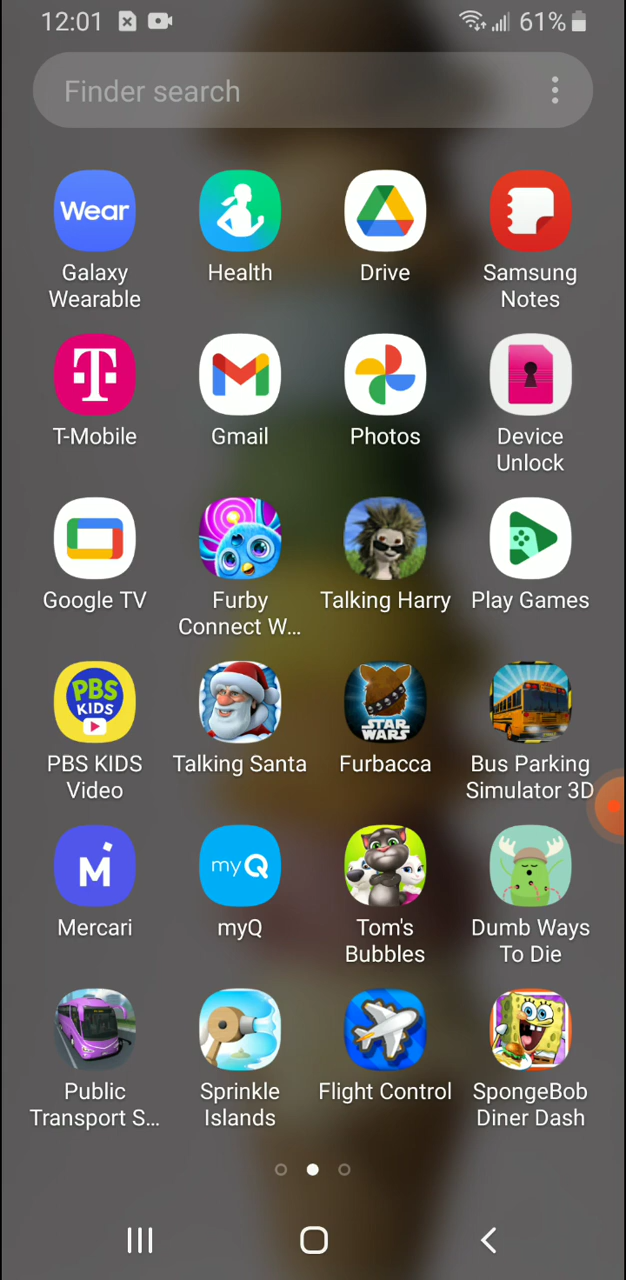 12:01
61%
Finder search
Wear
Galaxy
Wearable
Health
Drive
Samsung
Notes
T
T-Mobile
Gmail
Photos
Device
Unlock
Google TV
Furby
Connect W...
Talking Harry
Play Games
PBS
KIDS
PBS KIDS
Video
Talking Santa
STAR
WARS
Furbacca
Bus Parking
Simulator 3D
M
Mercari
myQ
myQ
Tom's
Bubbles
Dumb Ways
To Die
Public
Transport S...
Sprinkle
Islands
Flight Control
SpongeBob
Diner Dash